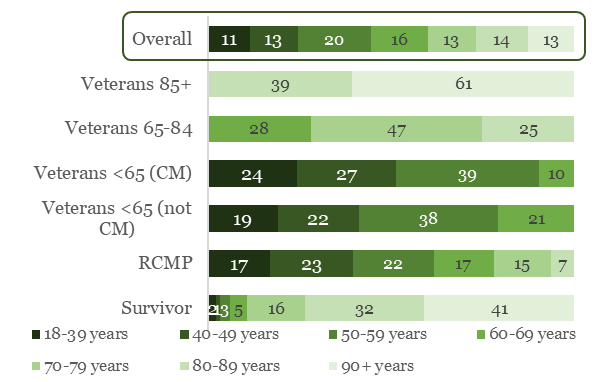 Overall 11 13 20 16 13 14 13
Veterans 85+ 39 61
Veterans 65-84 28 47 25
Veterans <65 (CM) 24 27 39 10
Veterans <65 (not
CM) 19 22 38 21
RCMP 17 23 22 17 15 7
Survivor 2 1 3 5 16 32 41
18-39 years 40-49 years 50-59 years 60-69 years
70-79 years 80-89 years 90+ years